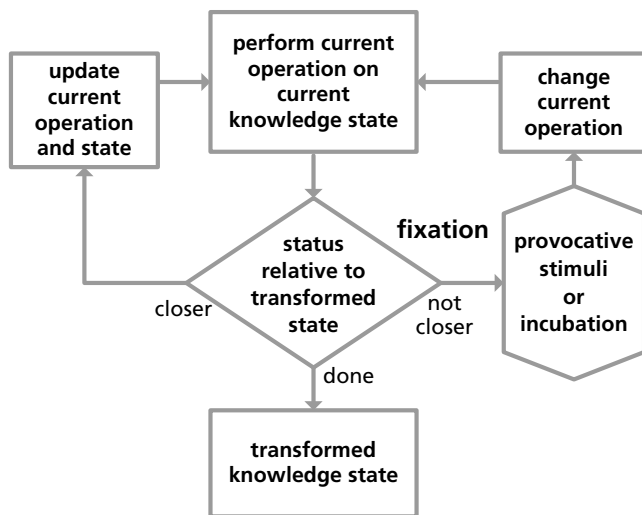 perform current
operation on
current
knowledge state
update
current
operation
and state
change
current
operation
fixation
status
relative to
transformed
state
provocative
stimuli
or
incubation
closer
not
closer
done
transformed
knowledge state